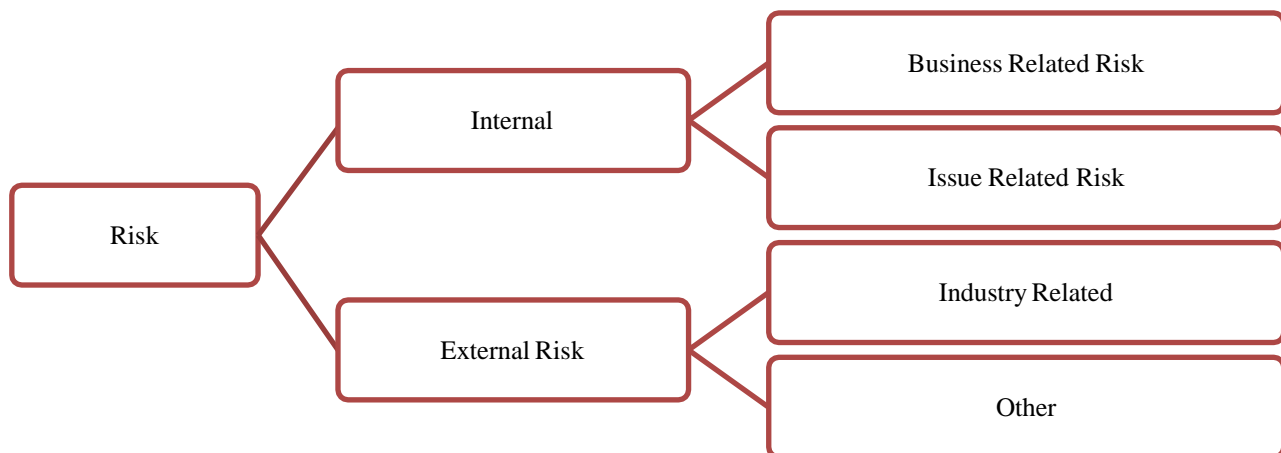 Business Related Risk
Internal
Issue Related Risk
Risk
Industry Related
External Risk
Other